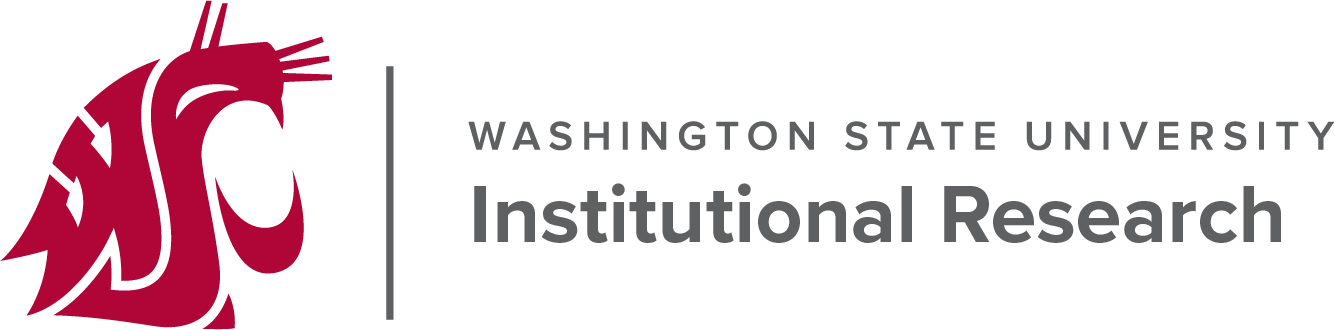 WASHINGTON STATE UNIVERSITY
Institutional Research